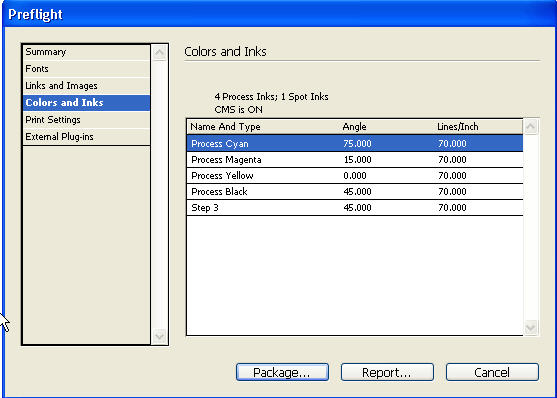 Preflight
Summary
Fonts
Links and Images
Colors and Inks
Print Settings
External Plug-ins
Colors and Inks
4 Process Inks; 1 Spot Inks
CMS is ON
Name And Type Angle Lines/Inch
Process Cyan 75.000 70.000
Process Magenta 15.000 70.000
Process Yellow 0.000 70.000
Process Black 45.000 70.000
Step 3 45.000 70.000
Package... Report... Cancel